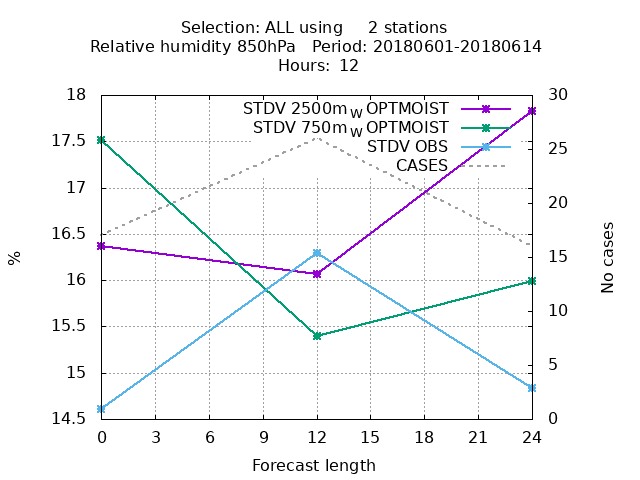 Selection: ALL using     2 stations
Relative humidity 850hPa   Period: 20180601-20180614
Hours: 12
STDV 2500m_W OPTMOIST
STDV 750m_W OPTMOIST
STDV OBS
CASES
18
17.5
17
16.5
16
15.5
15
14.5
%
30
25
20
15
10
5
0
No cases
0 3 6 9 12 15 18 21 24
Forecast length